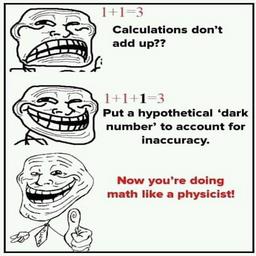 1+1=3
Calculations don't
add up??
1+1+1=3
Put a hypothetical 'dark
number' to account for
inaccuracy.
Now you're doing
math like a physicist!